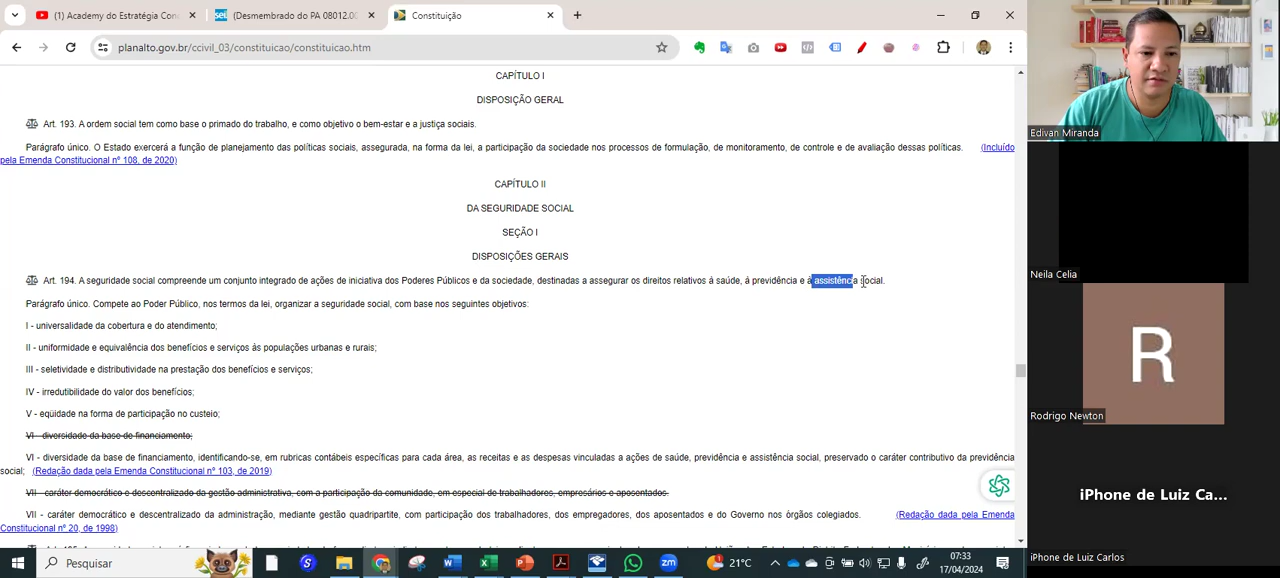 (1) Academy do Estratégia Con
sei
(Desmembrado do PA 08012.00
Constituição
planalto.gov.br/ccivil_03/constituicao/constituicao.htm
CAPÍTULO I
DISPOSIÇÃO GERAL
Art. 193. A ordem social tem como base o primado do trabalho, e como objetivo o bem-estar e a justiça sociais.
Parágrafo único. O Estado exercerá a função de planejamento das políticas sociais, assegurada, na forma da lei, a participação da sociedade nos processos de formulação, de monitoramento, de controle e de avaliação dessas políticas. (Incluído
pela Emenda Constitucional nº 108, de 2020)
CAPÍTULO II
DA SEGURIDADE SOCIAL
SEÇÃO I
DISPOSIÇÕES GERAIS
Art. 194. A seguridade social compreende um conjunto integrado de ações de iniciativa dos Poderes Públicos e da sociedade, destinadas a assegurar os direitos relativos à saúde, à previdência e à assistência social.
Parágrafo único. Compete ao Poder Público, nos termos da lei, organizar a seguridade social, com base nos seguintes objetivos:
I - universalidade da cobertura e do atendimento;
II - uniformidade e equivalência dos benefícios e serviços às populações urbanas e rurais;
III - seletividade e distributividade na prestação dos benefícios e serviços;
IV - irredutibilidade do valor dos benefícios;
V - eqüidade na forma de participação no custeio;
VI - diversidade da base de financiamento;
VI - diversidade da base de financiamento, identificando-se, em rubricas contábeis específicas para cada área, as receitas e as despesas vinculadas a ações de saúde, previdência e assistência social, preservado o caráter contributivo da previdência
social; (Redação dada pela Emenda Constitucional nº 103, de 2019)
VII - caráter democrático e descentralizado da gestão administrativa, com a participação da comunidade, em especial de trabalhadores, empresários e aposentados.
VII - caráter democrático e descentralizado da administração, mediante gestão quadripartite, com participação dos trabalhadores, dos empregadores, dos aposentados e do Governo nos órgãos colegiados. (Redação dada pela Emenda
Constitucional nº 20, de 1998)
Pesquisar
21°C
07:33
17/04/2024
Edivan Miranda
Neila Celia
R
Rodrigo Newton
iPhone de Luiz Ca...
iPhone de Luiz Carlos